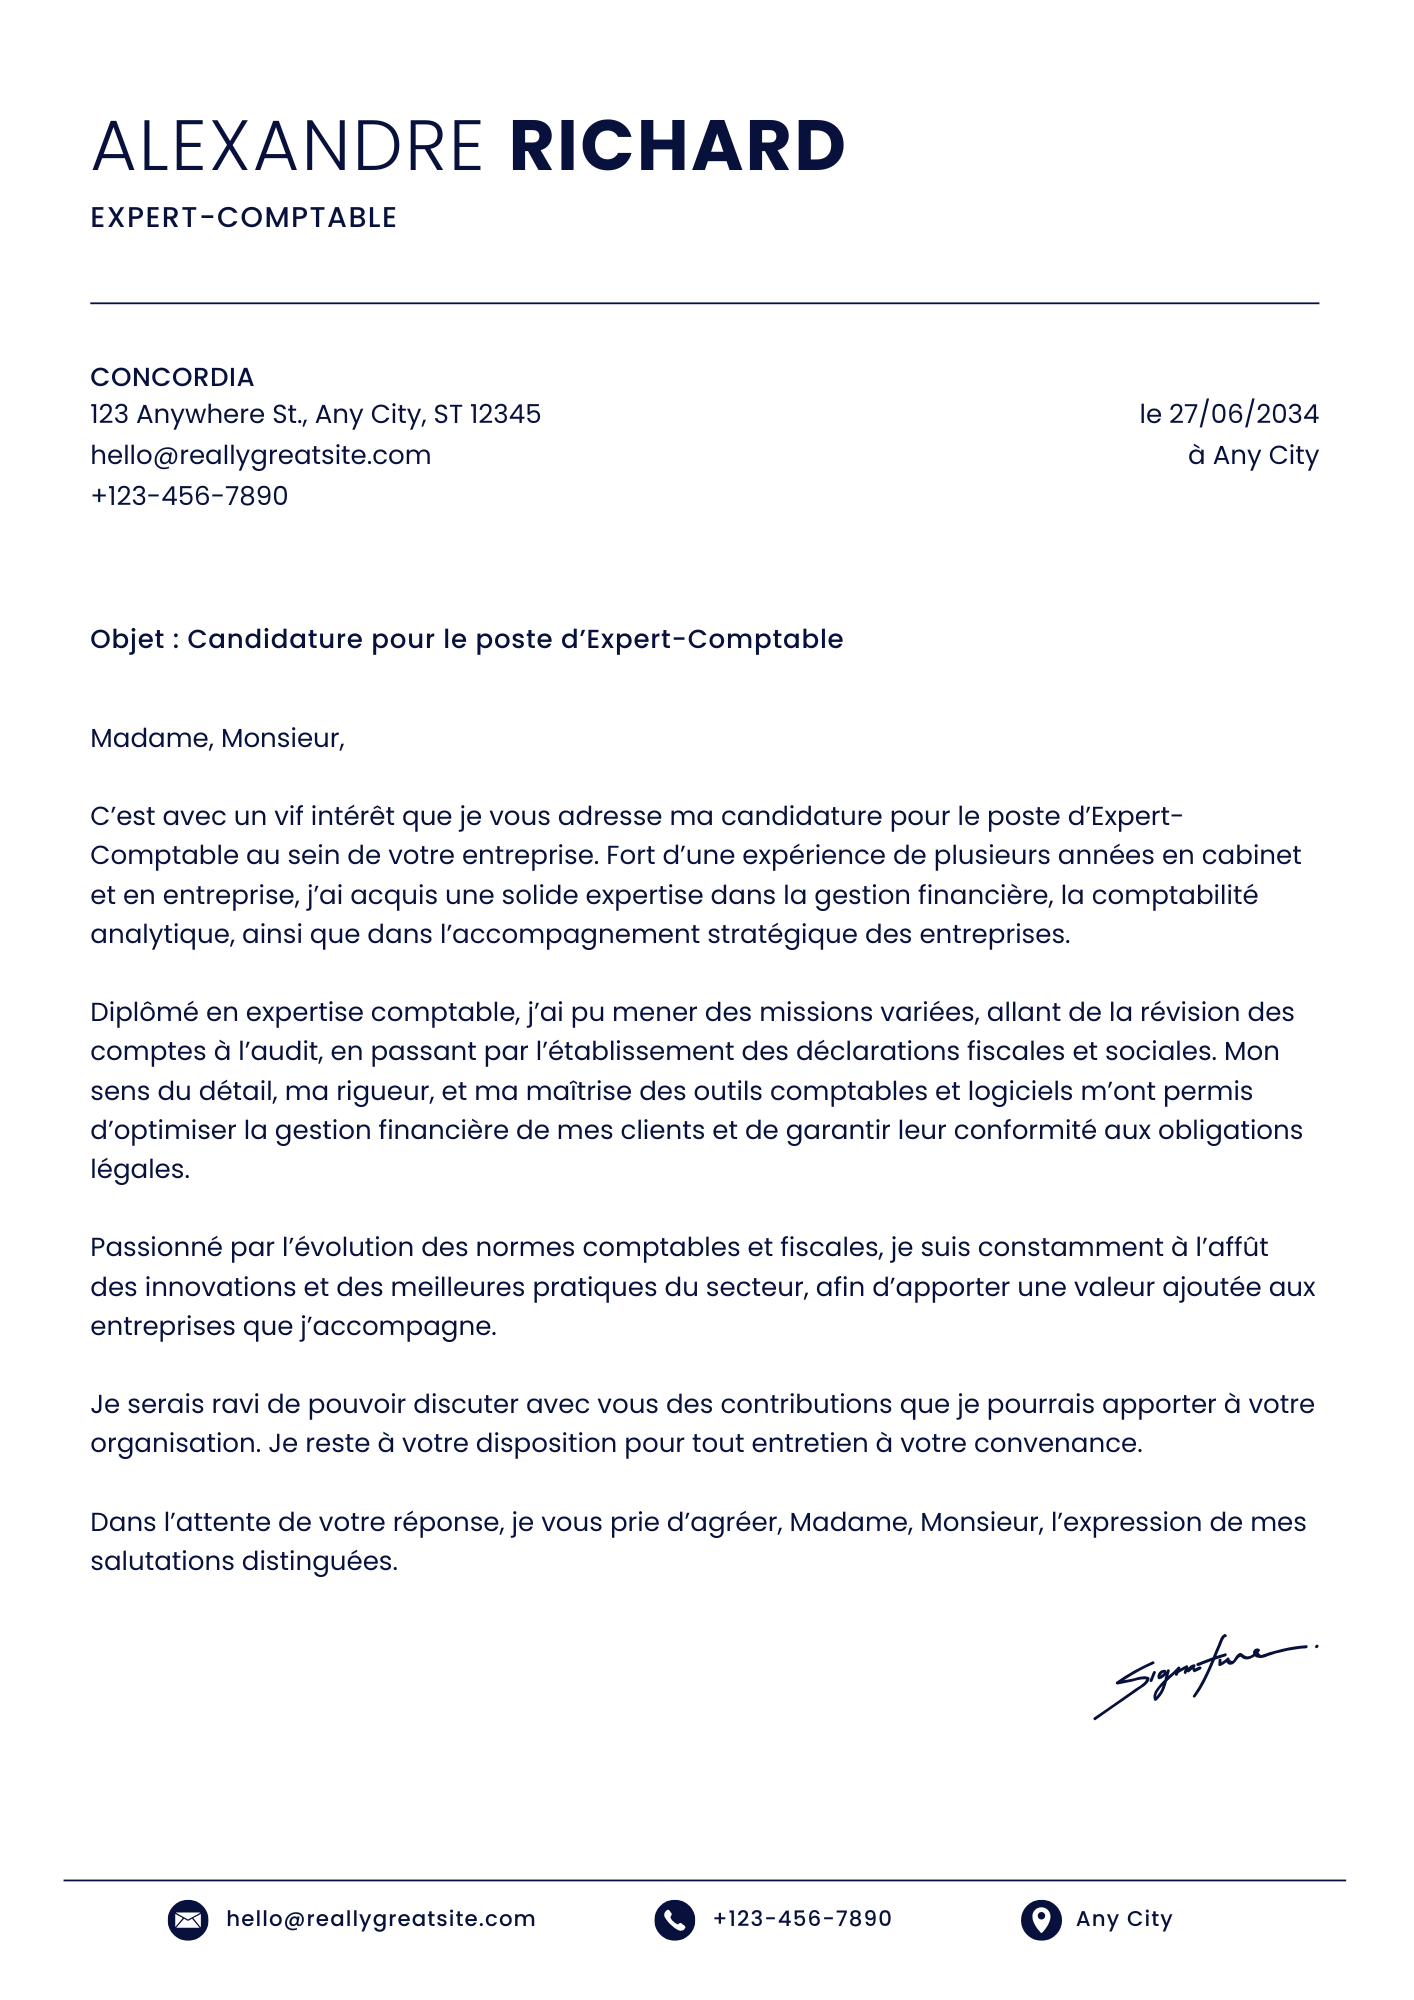 ALEXANDRE RICHARD
EXPERT-COMPTABLE
CONCORDIA
123 Anywhere St., Any City, ST 12345
hello@reallygreatsite.com
+123-456-7890
le 27/06/2034
à Any City
Objet : Candidature pour le poste d’Expert-Comptable
Madame, Monsieur,
C’est avec un vif intérêt que je vous adresse ma candidature pour le poste d’Expert-
Comptable au sein de votre entreprise. Fort d’une expérience de plusieurs années en cabinet
et en entreprise, j’ai acquis une solide expertise dans la gestion financière, la comptabilité
analytique, ainsi que dans l’accompagnement stratégique des entreprises.
Diplômé en expertise comptable, j’ai pu mener des missions variées, allant de la révision des
comptes à l’audit, en passant par l’établissement des déclarations fiscales et sociales. Mon
sens du détail, ma rigueur, et ma maîtrise des outils comptables et logiciels m’ont permis
d’optimiser la gestion financière de mes clients et de garantir leur conformité aux obligations
légales.
Passionné par l’évolution des normes comptables et fiscales, je suis constamment à l’affût
des innovations et des meilleures pratiques du secteur, afin d’apporter une valeur ajoutée aux
entreprises que j’accompagne.
Je serais ravi de pouvoir discuter avec vous des contributions que je pourrais apporter à votre
organisation. Je reste à votre disposition pour tout entretien à votre convenance.
Dans l’attente de votre réponse, je vous prie d’agréer, Madame, Monsieur, l’expression de mes
salutations distinguées.
Signature
hello@reallygreatsite.com
+123-456-7890
Any City